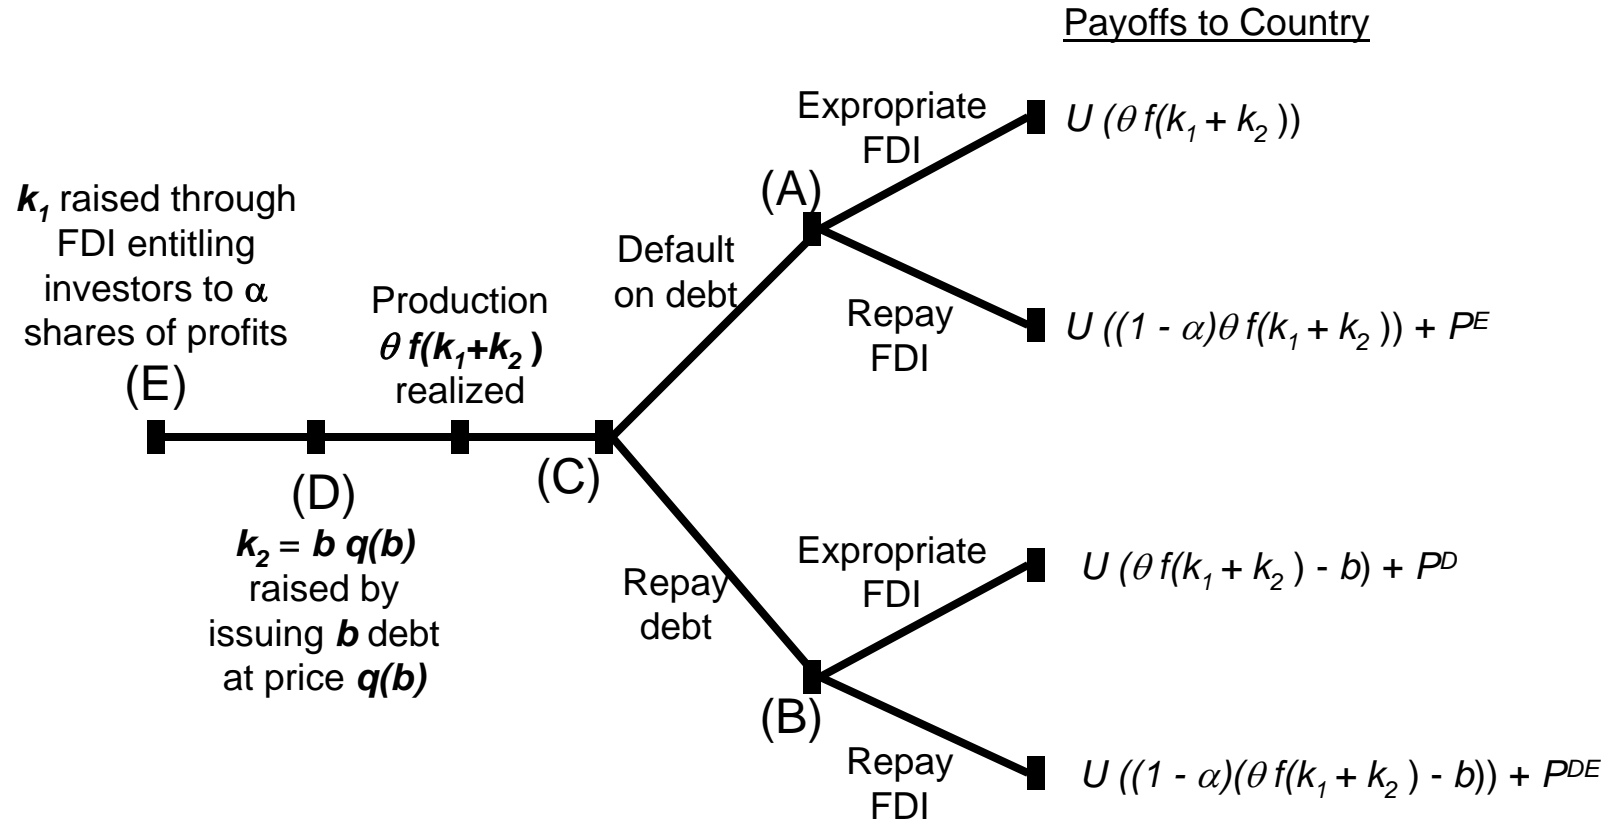 Payoffs to Country
Expropriate
FDI
U (θ f(k₁ + k₂ ))
(A)
k₁ raised through
FDI entitling
investors to α
shares of profits
(E)
Default
on debt
Production
θ f(k₁+k₂ )
realized
Repay
FDI
U ((1 - α)θ f(k₁ + k₂ )) + Pᴱ
(C)
(D)
k₂ = b q(b)
raised by
issuing b debt
at price q(b)
Repay
debt
Expropriate
FDI
U (θ f(k₁ + k₂ ) - b) + Pᴰ
(B)
Repay
FDI
U ((1 - α)(θ f(k₁ + k₂ ) - b)) + Pᴰᴱ